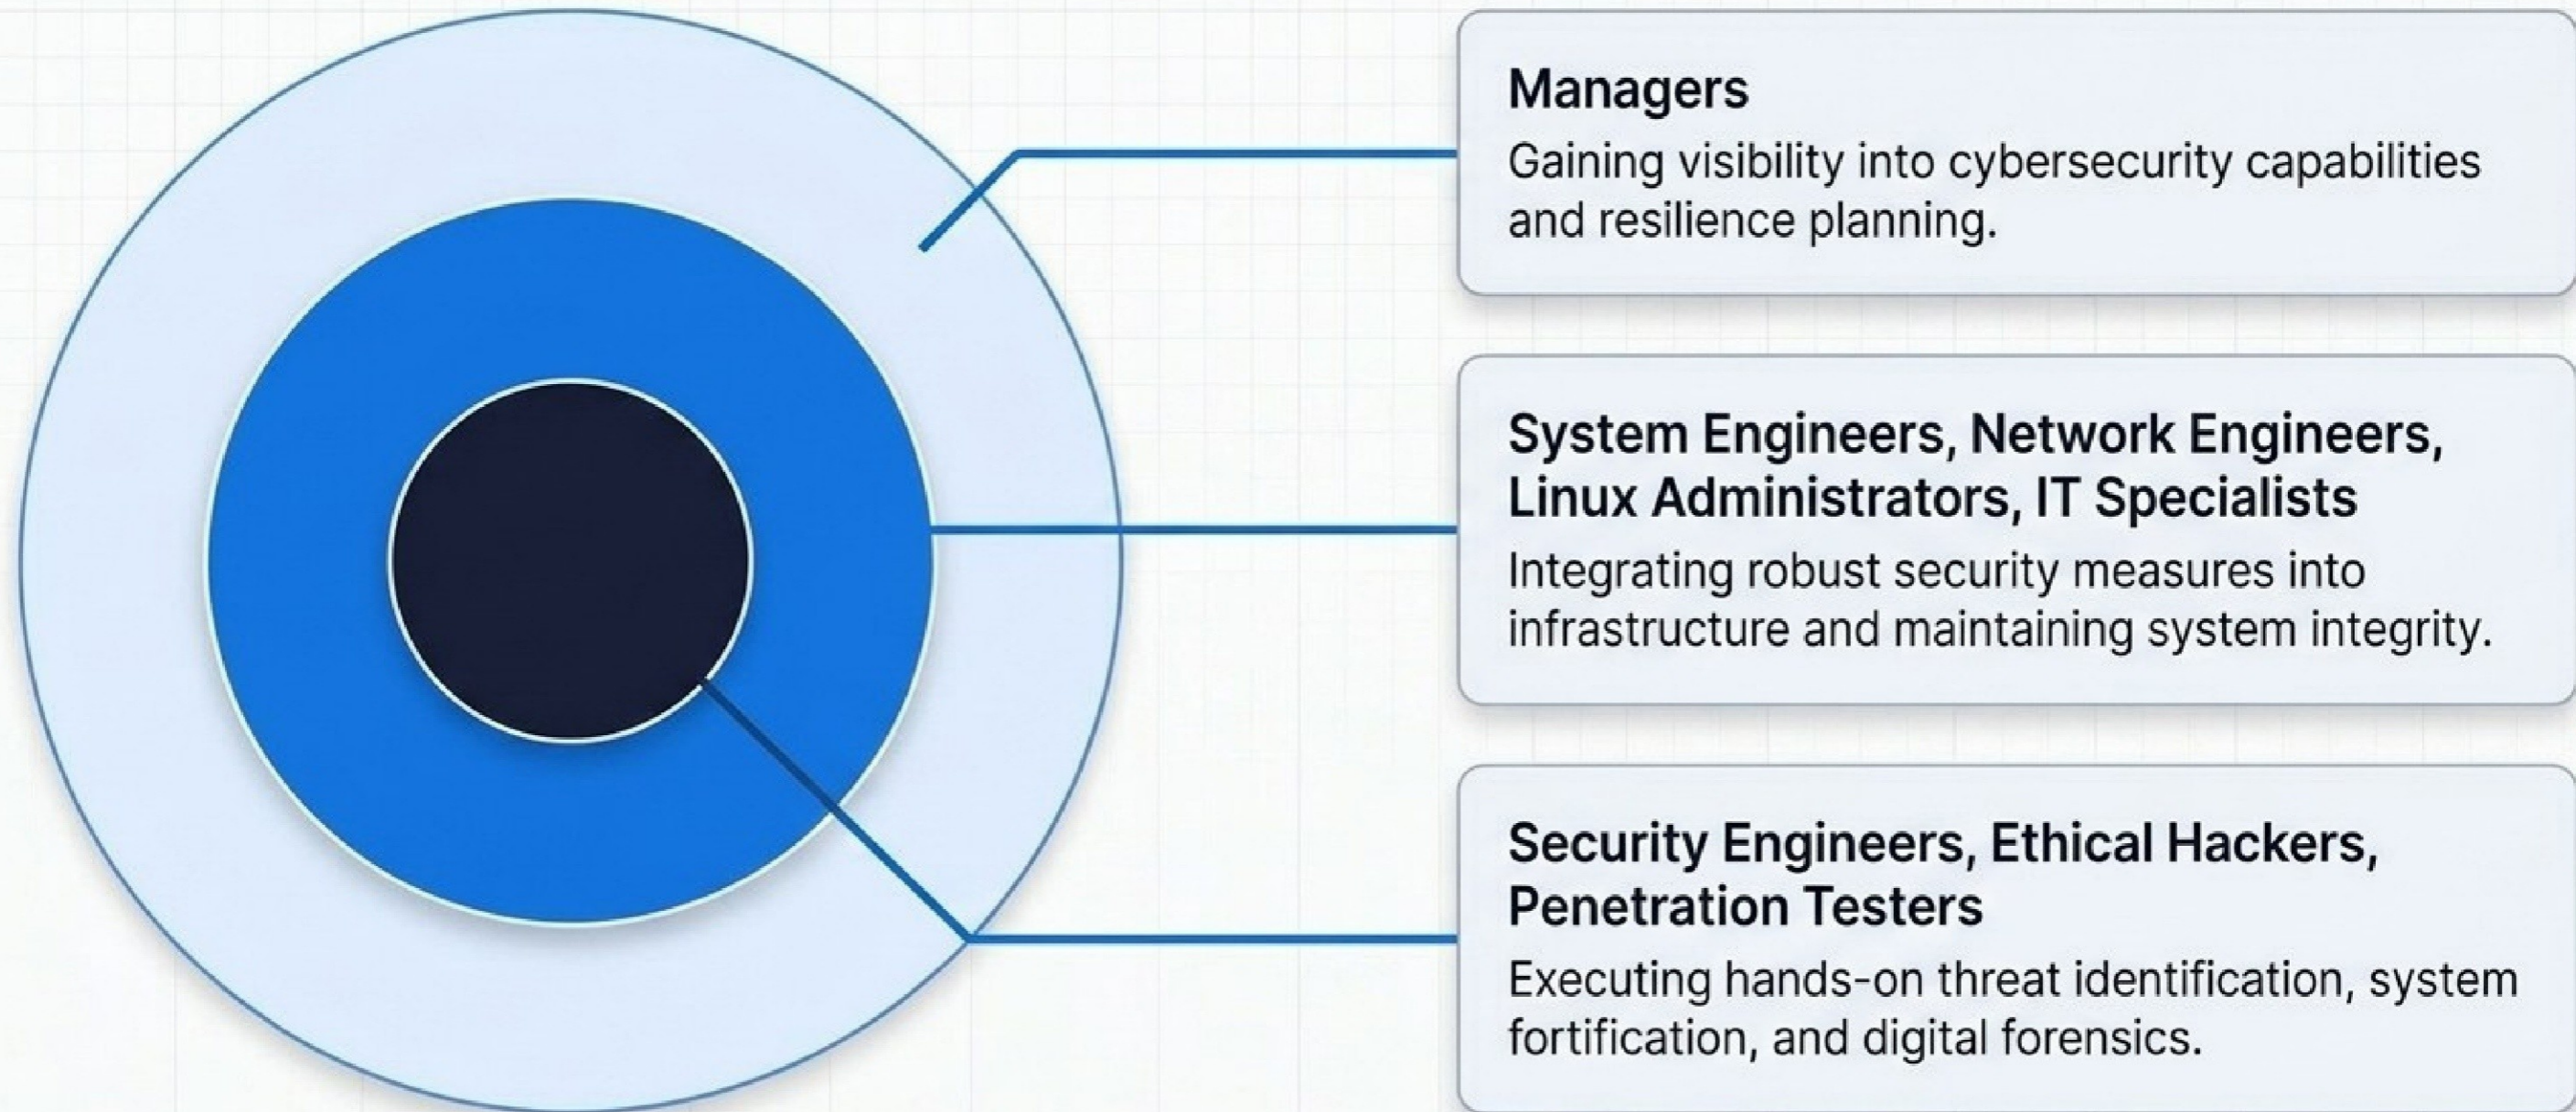 Managers
Gaining visibility into cybersecurity capabilities
and resilience planning.
System Engineers, Network Engineers,
Linux Administrators, IT Specialists
Integrating robust security measures into
infrastructure and maintaining system integrity.
Security Engineers, Ethical Hackers,
Penetration Testers
Executing hands-on threat identification, system
fortification, and digital forensics.